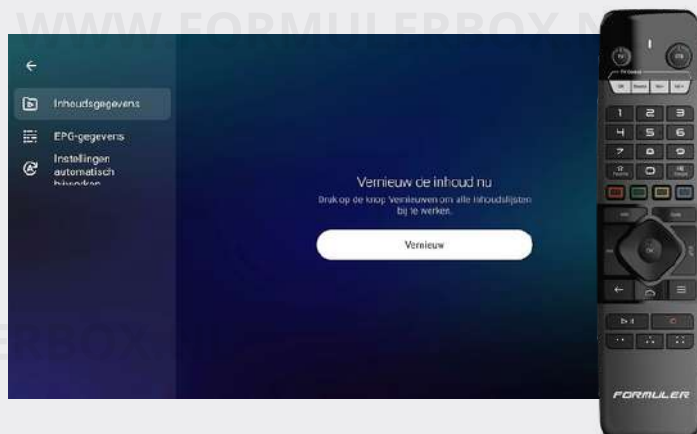 WWW.FORMULERBOX.N
Inhoudsgegevens
EPG-gegevens
Instellingen
automatisch
bijwerken
Vernieuw de inhoud nu
Druk op de knop Vernieuwen om alle inhoudslijsten
bij te werken.
Vernieuw
ERBOX.N
1 2 3
4 5 6
7 8 9
0
OK
FORMULER